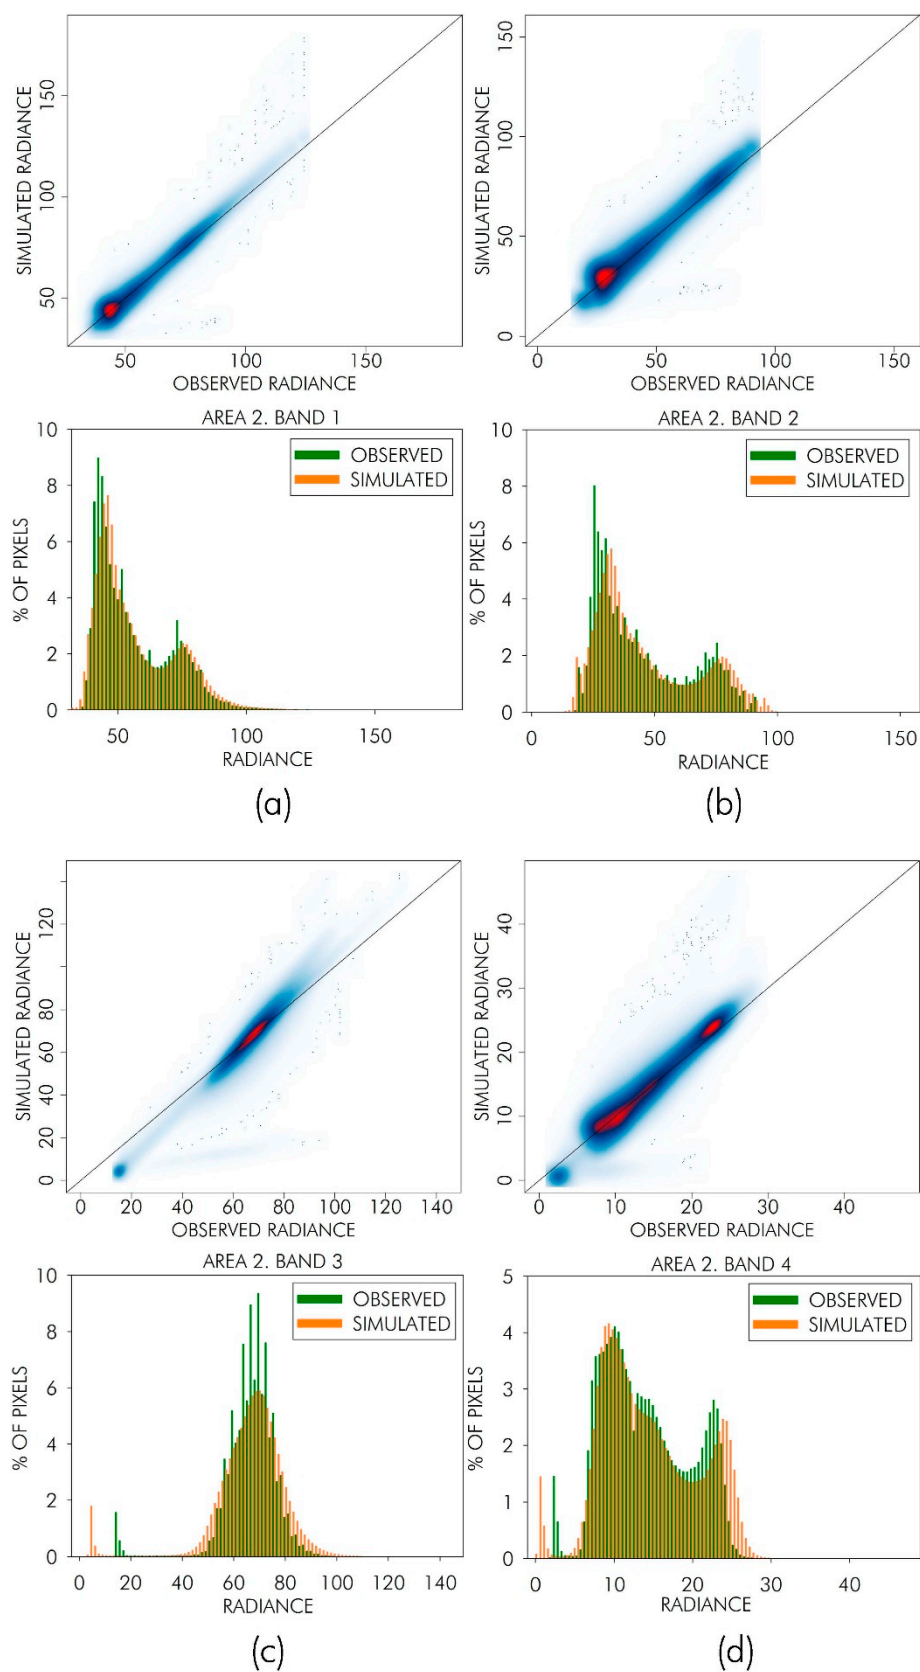 SIMULATED RADIANCE
150
100
50
50 100 150
OBSERVED RADIANCE
SIMULATED RADIANCE
150
100
50
0
0 50 100 150
OBSERVED RADIANCE
AREA 2. BAND 1
% OF PIXELS
10
8
6
4
2
0
OBSERVED
SIMULATED
50 100 150
RADIANCE
(a)
AREA 2. BAND 2
% OF PIXELS
10
8
6
4
2
0
OBSERVED
SIMULATED
0 50 100 150
RADIANCE
(b)
SIMULATED RADIANCE
120
80
60
40
20
0
0 20 40 60 80 100 120 140
OBSERVED RADIANCE
SIMULATED RADIANCE
40
30
20
10
0
0 10 20 30 40
OBSERVED RADIANCE
AREA 2. BAND 3
% OF PIXELS
10
8
6
4
2
0
OBSERVED
SIMULATED
0 20 40 60 80 100 120 140
RADIANCE
(c)
AREA 2. BAND 4
% OF PIXELS
5
4
3
2
1
0
OBSERVED
SIMULATED
0 10 20 30 40
RADIANCE
(d)